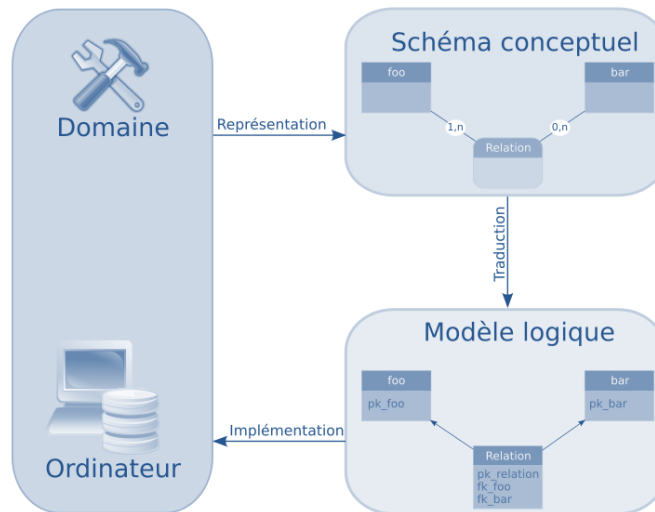 Domaine
Représentation
Schéma conceptuel
foo
bar
1,n
0,n
Relation
Traduction
Modèle logique
foo
pk_foo
bar
pk_bar
Relation
pk_relation
fk_foo
fk_bar
Implémentation
Ordinateur